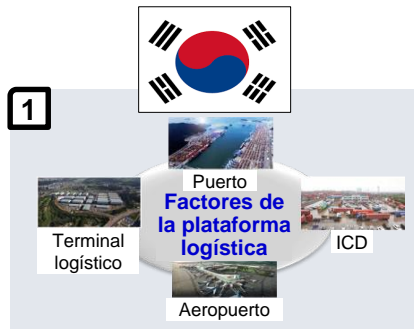 1
Puerto
Factores de
la plataforma
logística
Terminal
logístico
ICD
Aeropuerto